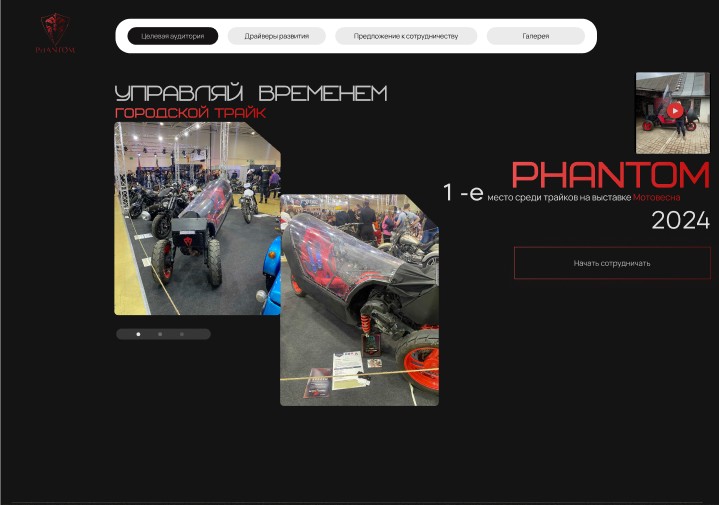 PHANTOM
Целевая аудитория
Драйверы развития
Предложение к сотрудничеству
Галерея
УПРАВЛЯЙ ВРЕМЕНЕМ
ГОРОДСКОЙ ТРАЙК
PHANTOM
1 -е место среди трайков на выставке Мотовесна
2024
Начать сотрудничать